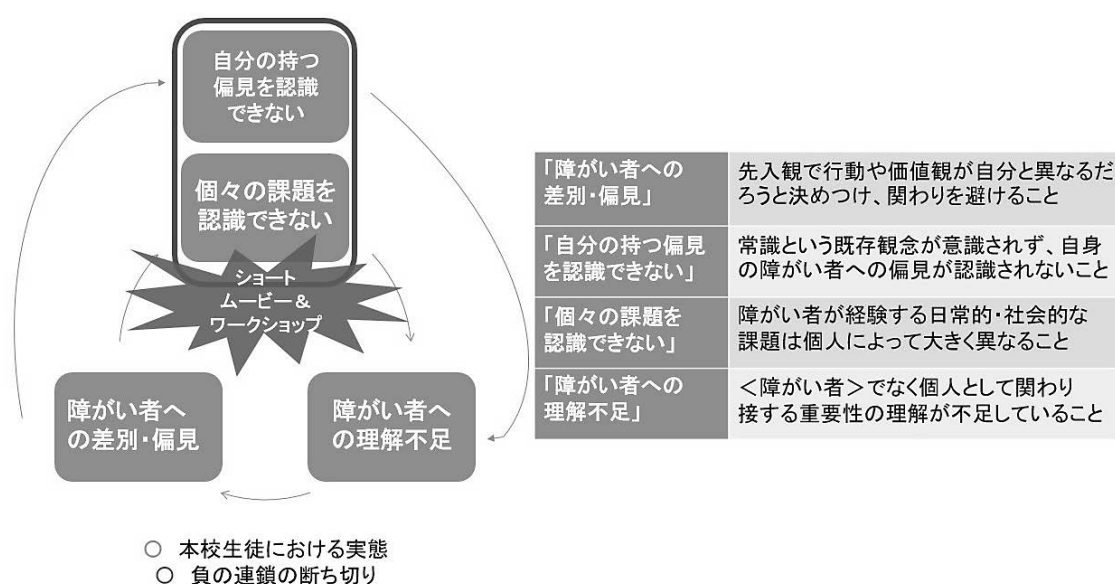 自分の持つ
偏見を認識
できない
個々の課題を
認識できない
ショート
ムービー＆
ワークショップ
障がい者へ
の差別・偏見
障がい者へ
の理解不足
○ 本校生徒における実態
○ 負の連鎖の断ち切り
「障がい者への
差別・偏見」
先入観で行動や価値観が自分と異なるだ
ろうと決めつけ、関わりを避けること
「自分の持つ偏見
を認識できない」
常識という既存観念が意識されず、自身
の障がい者への偏見が認識されないこと
「個々の課題を
認識できない」
障がい者が経験する日常的・社会的な
課題は個人によって大きく異なること
「障がい者への
理解不足」
＜障がい者＞でなく個人として関わり
接する重要性の理解が不足していること